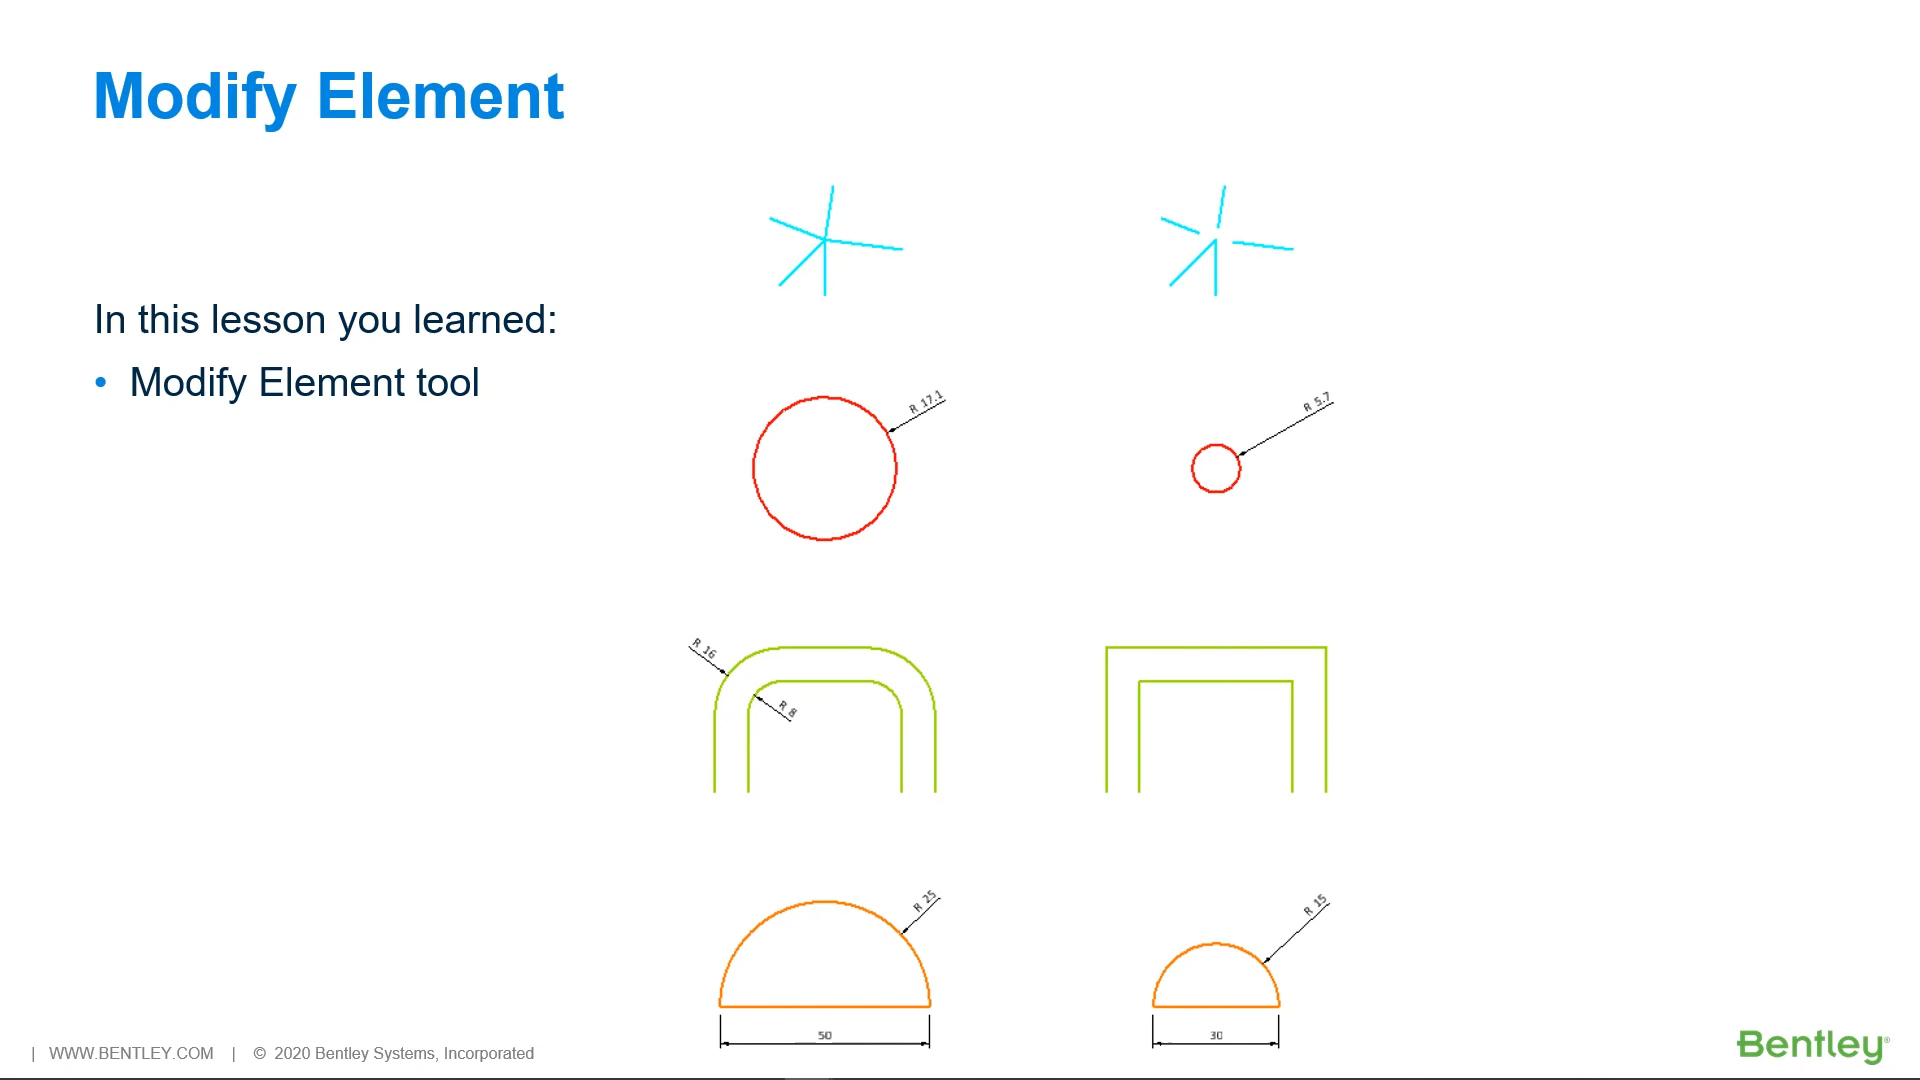 Modify Element
In this lesson you learned:
• Modify Element tool
R 17.1
R 5.7
R 16
R 8
R 25
R 15
50
30
| WWW.BENTLEY.COM | © 2020 Bentley Systems, Incorporated
Bentley®